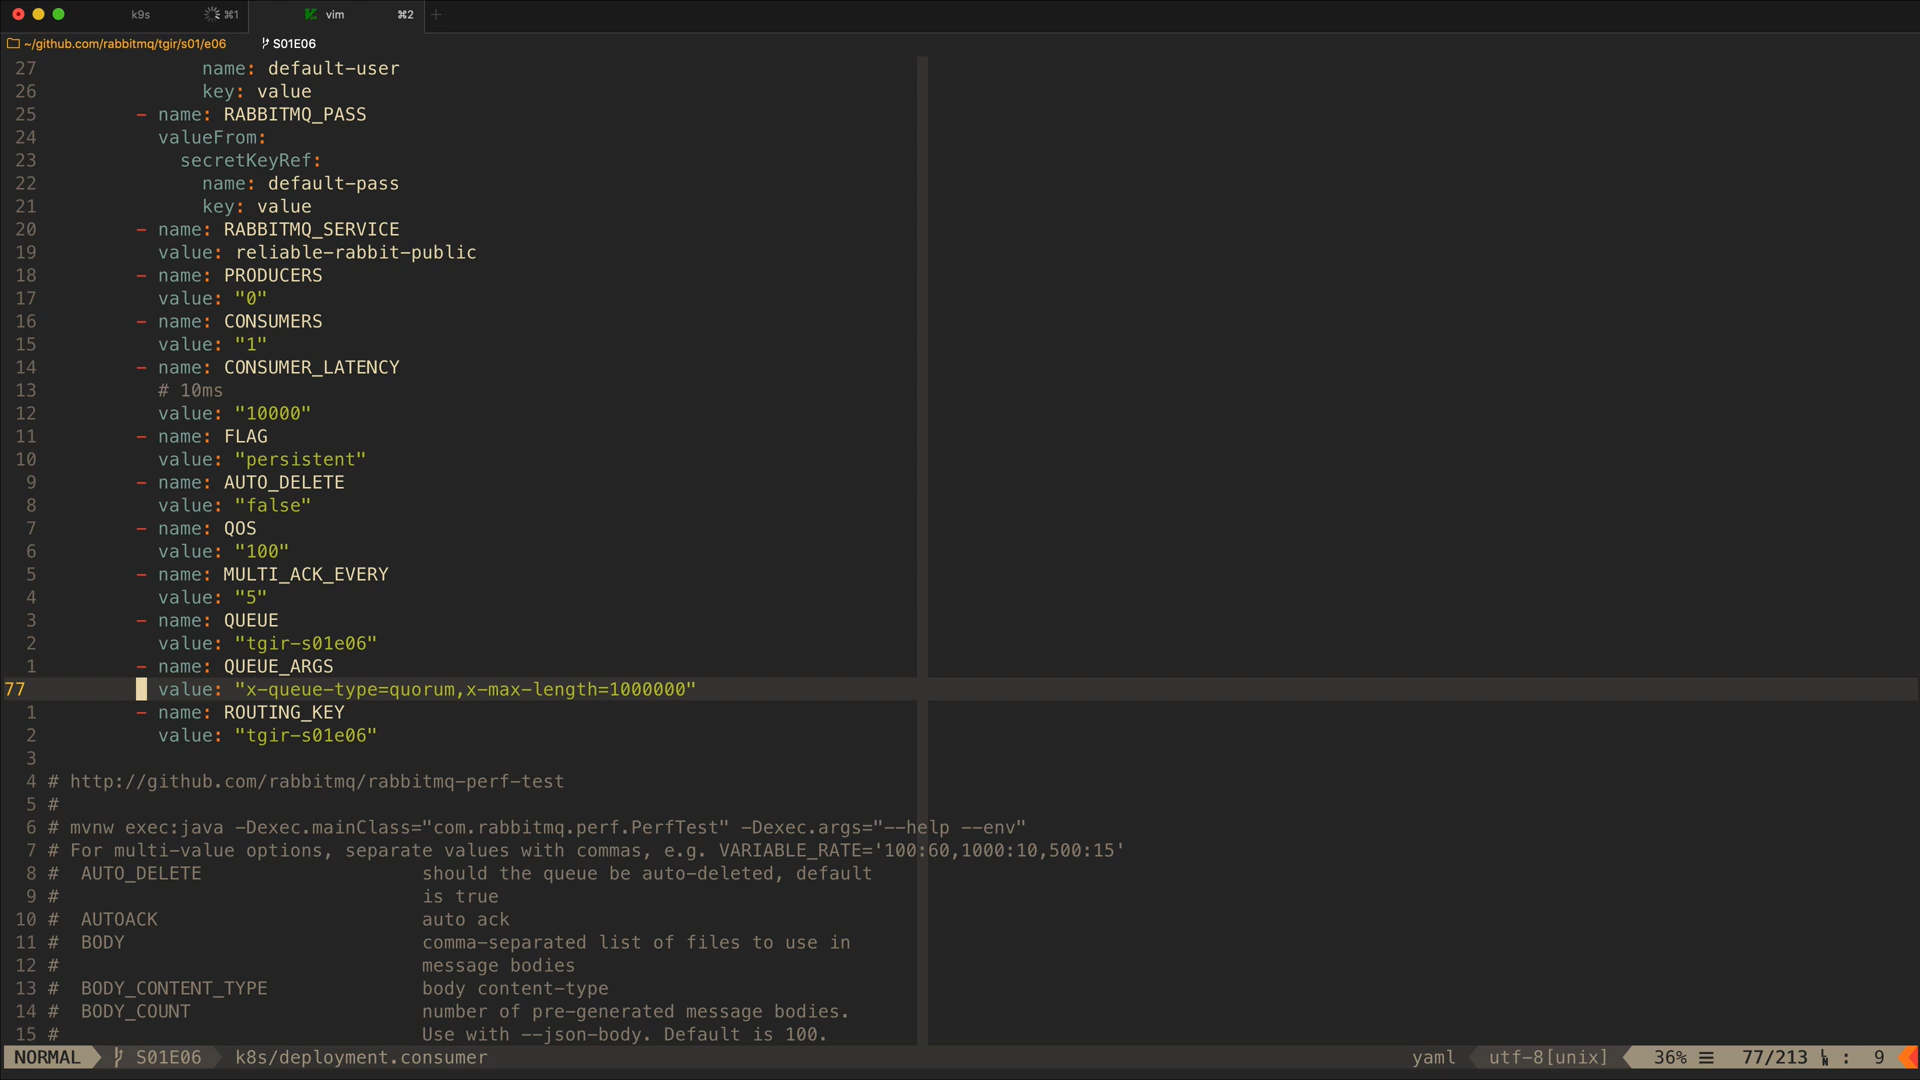 k9s ⌘1 vim ⌘2 +
~/github.com/rabbitmq/tgir/s01/e06 S01E06
27 name: default-user
26 key: value
25 - name: RABBITMQ_PASS
24 valueFrom:
23 secretKeyRef:
22 name: default-pass
21 key: value
20 - name: RABBITMQ_SERVICE
19 value: reliable-rabbit-public
18 - name: PRODUCERS
17 value: "0"
16 - name: CONSUMERS
15 value: "1"
14 - name: CONSUMER_LATENCY
13 # 10ms
12 value: "10000"
11 - name: FLAG
10 value: "persistent"
9 - name: AUTO_DELETE
8 value: "false"
7 - name: QOS
6 value: "100"
5 - name: MULTI_ACK_EVERY
4 value: "5"
3 - name: QUEUE
2 value: "tgir-s01e06"
1 - name: QUEUE_ARGS
77 value: "x-queue-type=quorum,x-max-length=1000000"
1 - name: ROUTING_KEY
2 value: "tgir-s01e06"
3
4 # http://github.com/rabbitmq/rabbitmq-perf-test
5 #
6 # mvnw exec:java -Dexec.mainClass="com.rabbitmq.perf.PerfTest" -Dexec.args="--help --env"
7 # For multi-value options, separate values with commas, e.g. VARIABLE_RATE='100:60,1000:10,500:15'
8 # AUTO_DELETE should the queue be auto-deleted, default
9 # is true
10 # AUTOACK auto ack
11 # BODY comma-separated list of files to use in
12 # message bodies
13 # BODY_CONTENT_TYPE body content-type
14 # BODY_COUNT number of pre-generated message bodies.
15 # Use with --json-body. Default is 100.
NORMAL S01E06 k8s/deployment.consumer yaml utf-8[unix] 36% ☰ 77/213 : 9